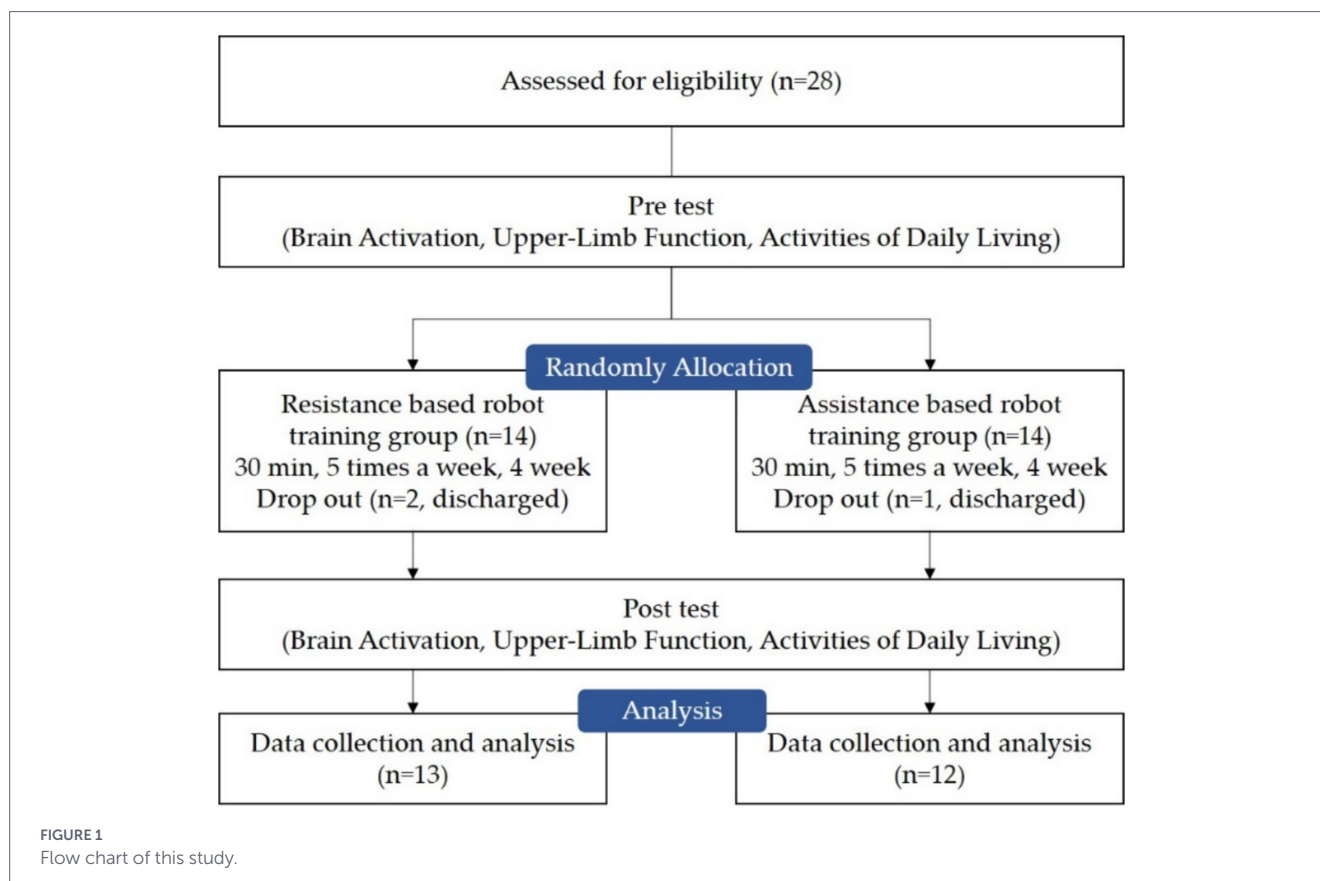 Assessed for eligibility (n=28)
Pre test
(Brain Activation, Upper-Limb Function, Activities of Daily Living)
Randomly Allocation
Resistance based robot
training group (n=14)
30 min, 5 times a week, 4 week
Drop out (n=2, discharged)
Assistance based robot
training group (n=14)
30 min, 5 times a week, 4 week
Drop out (n=1, discharged)
Post test
(Brain Activation, Upper-Limb Function, Activities of Daily Living)
Analysis
Data collection and analysis
(n=13)
Data collection and analysis
(n=12)
FIGURE 1
Flow chart of this study.